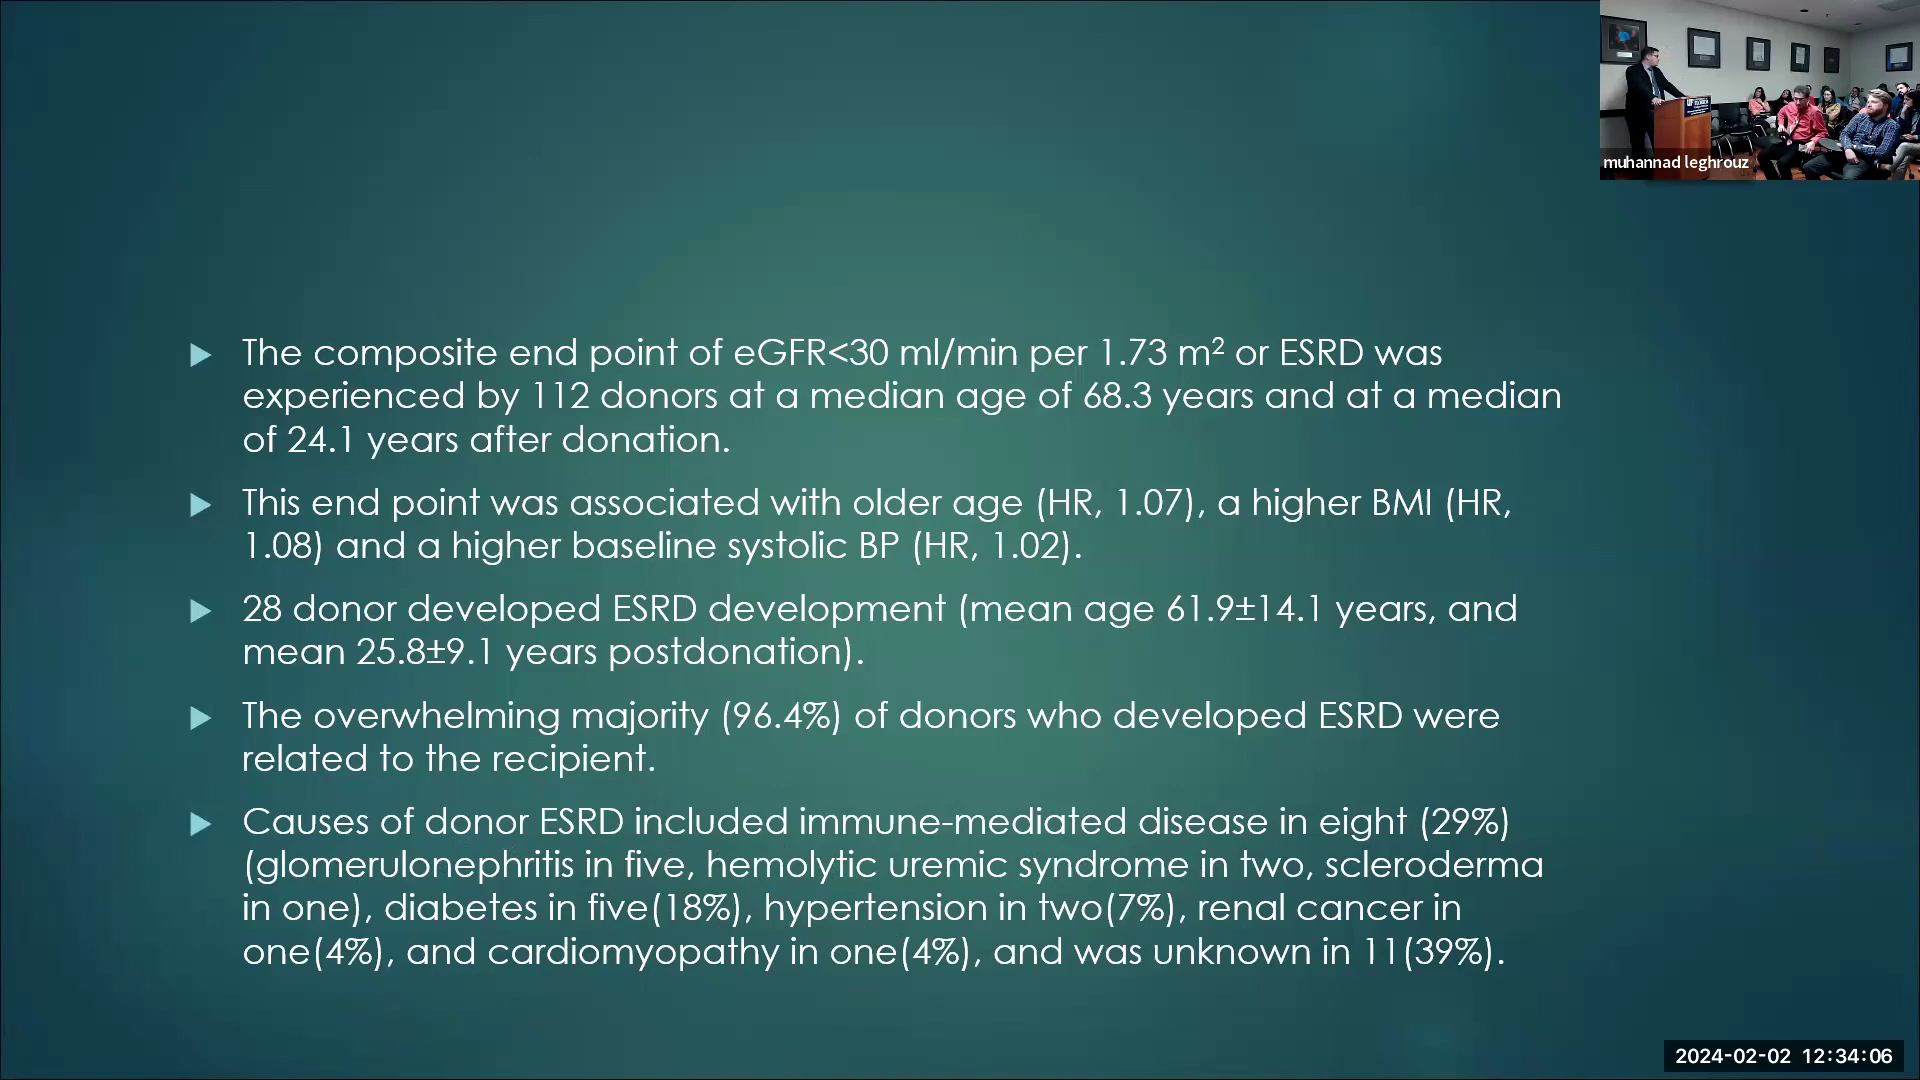 muhannad leghrouz
The composite end point of eGFR<30 ml/min per 1.73 m² or ESRD was
experienced by 112 donors at a median age of 68.3 years and at a median
of 24.1 years after donation.
This end point was associated with older age (HR, 1.07), a higher BMI (HR,
1.08) and a higher baseline systolic BP (HR, 1.02).
28 donor developed ESRD development (mean age 61.9±14.1 years, and
mean 25.8±9.1 years postdonation).
The overwhelming majority (96.4%) of donors who developed ESRD were
related to the recipient.
Causes of donor ESRD included immune-mediated disease in eight (29%)
(glomerulonephritis in five, hemolytic uremic syndrome in two, scleroderma
in one), diabetes in five(18%), hypertension in two(7%), renal cancer in
one(4%), and cardiomyopathy in one(4%), and was unknown in 11(39%).
2024-02-02 12:34:06